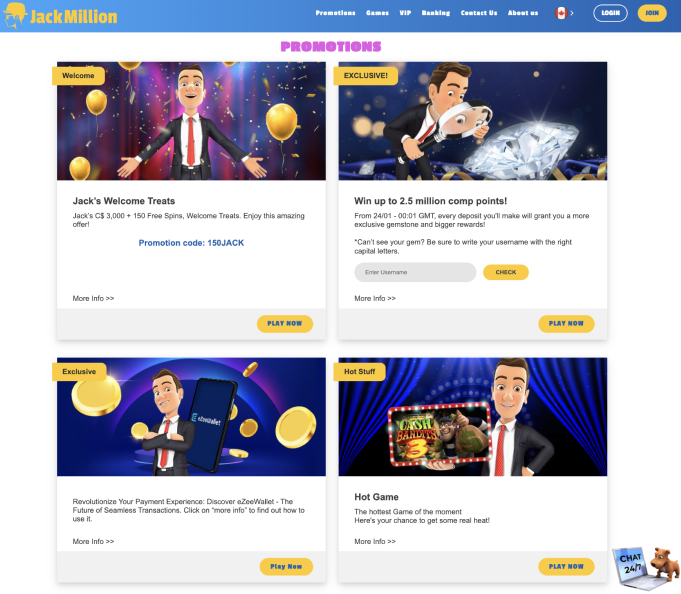 JackMillion
Promotions Games VIP Banking Contact Us About us LOGIN JOIN
PROMOTIONS
Welcome
Jack's Welcome Treats
Jack's C$ 3,000 + 150 Free Spins, Welcome Treats. Enjoy this amazing
offer!
Promotion code: 150JACK
More Info >>
PLAY NOW
EXCLUSIVE!
Win up to 2.5 million comp points!
From 24/01 - 00:01 GMT, every deposit you'll make will grant you a more
exclusive gemstone and bigger rewards!
*Can't see your gem? Be sure to write your username with the right
capital letters.
Enter Username
CHECK
More Info >>
PLAY NOW
Exclusive
eZeeWallet
Revolutionize Your Payment Experience: Discover eZeeWallet - The
Future of Seamless Transactions. Click on "more info" to find out how to
use it.
More Info >>
Play Now
Hot Stuff
CASH
BANDITS
3
Hot Game
The hottest Game of the moment
Here's your chance to get some real heat!
More Info >>
PLAY NOW
CHAT
24/7